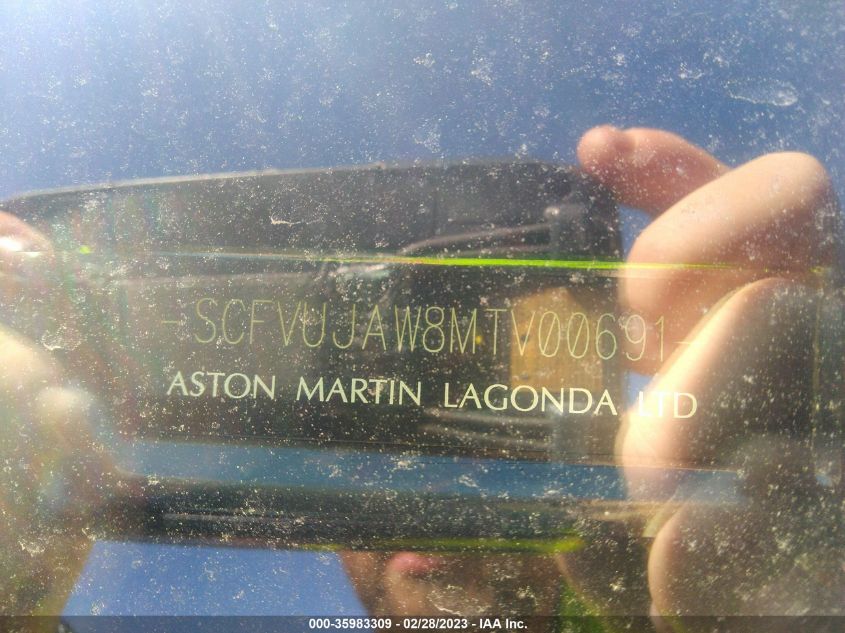 -SCFVUJAW8MTV00691-
ASTON MARTIN LAGONDA LTD
000-35983309 - 02/28/2023 - IAA Inc.